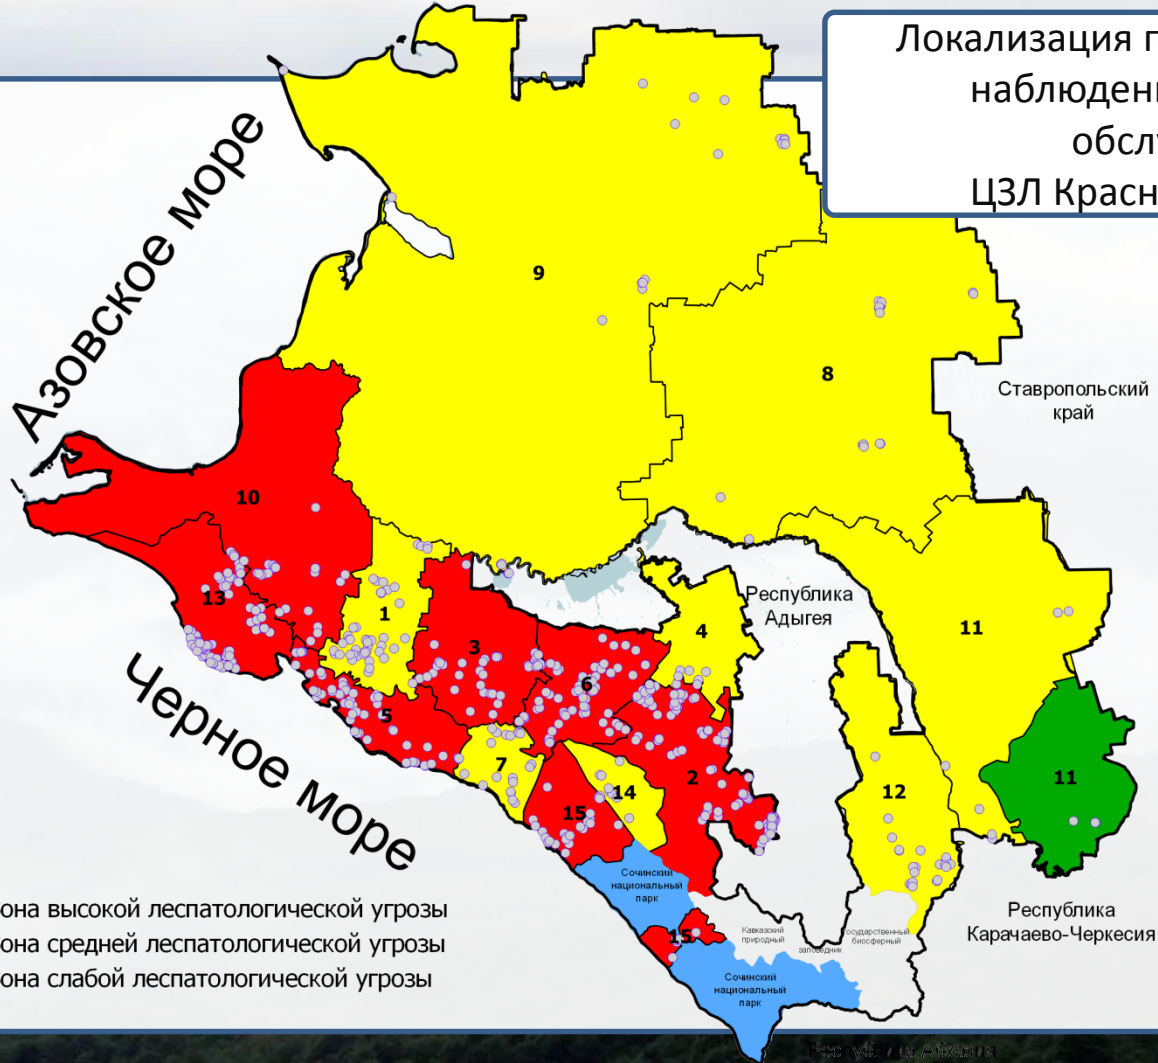 Локализация п
наблюден
обсл
ЦЗЛ Красн
Азовское море
9
8
Ставропольский
край
10
13
1
3
4
Республика
Адыгея
11
6
5
7
2
14
15
12
11
Черное море
Сочинский
национальный
парк
15
Кавказский
природный
заповедник
государственный
биосферный
Сочинский
национальный
парк
Республика
Карачаево-Черкесия
она высокой леспатологической угрозы
она средней леспатологической угрозы
она слабой леспатологической угрозы